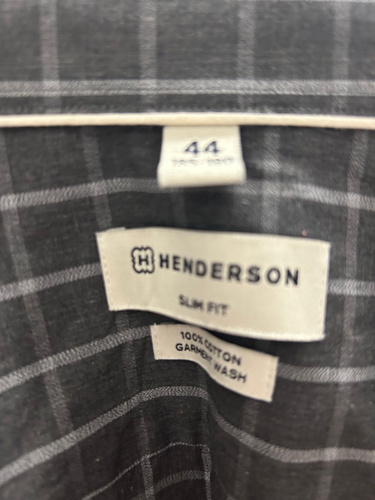 44
HENDERSON
SLIM FIT
100% COTTON
GARMENT WASH